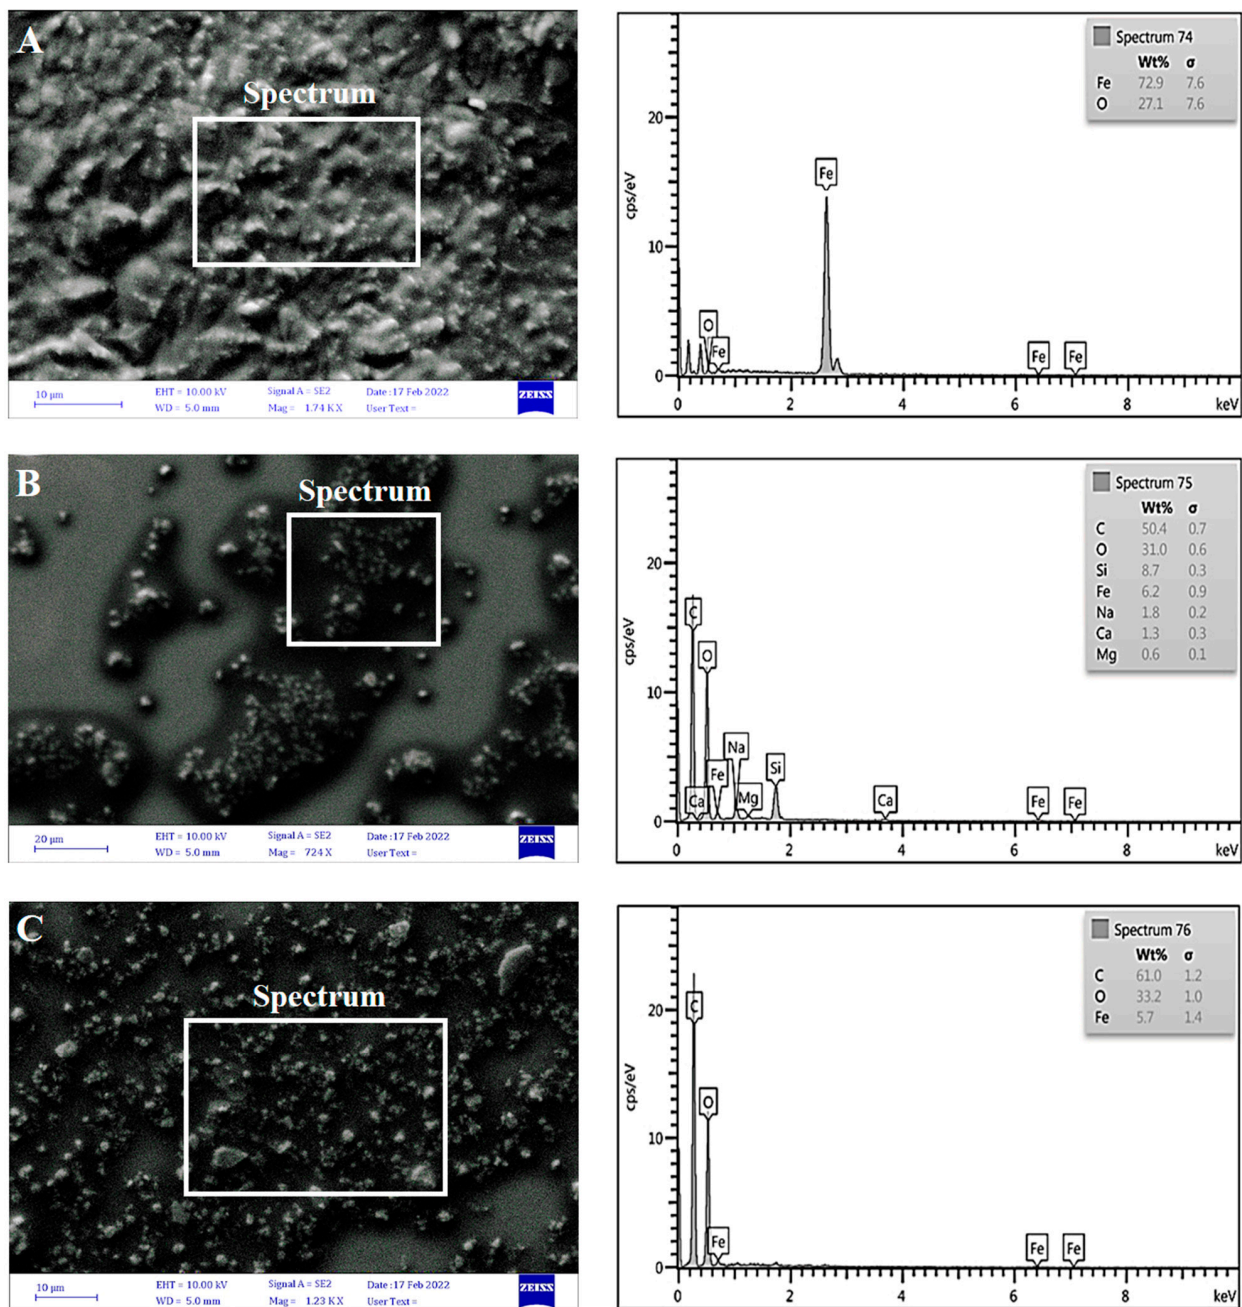 A
Spectrum
10 µm
EHT = 10.00 kV Signal A = SE2 Date :17 Feb 2022
WD = 5.0 mm Mag = 1.74 K X User Text =
ZEISS
Spectrum 74
Wt% σ
Fe 72.9 7.6
O 27.1 7.6
cps/eV
20
10
0
Fe
O
Fe
Fe
Fe
0 2 4 6 8 keV
B
Spectrum
20 µm
EHT = 10.00 kV Signal A = SE2 Date :17 Feb 2022
WD = 5.0 mm Mag = 724 X User Text =
ZEISS
Spectrum 75
Wt% σ
C 50.4 0.7
O 31.0 0.6
Si 8.7 0.3
Fe 6.2 0.9
Na 1.8 0.2
Ca 1.3 0.3
Mg 0.6 0.1
cps/eV
20
10
0
C
O
Na
Fe
Si
Ca
Mg
Ca
Fe
Fe
0 2 4 6 8 keV
C
Spectrum
10 µm
EHT = 10.00 kV Signal A = SE2 Date :17 Feb 2022
WD = 5.0 mm Mag = 1.23 K X User Text =
ZEISS
Spectrum 76
Wt% σ
C 61.0 1.2
O 33.2 1.0
Fe 5.7 1.4
cps/eV
20
10
0
C
O
Fe
Fe
Fe
0 2 4 6 8 keV